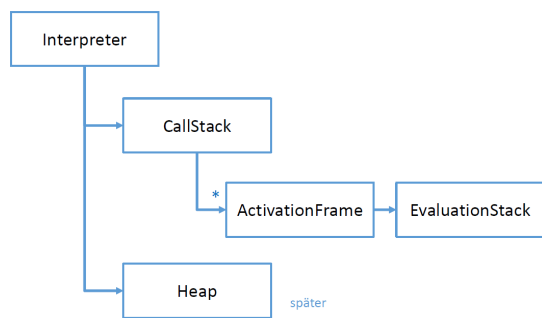 Interpreter
CallStack
*
ActivationFrame
EvaluationStack
Heap
später